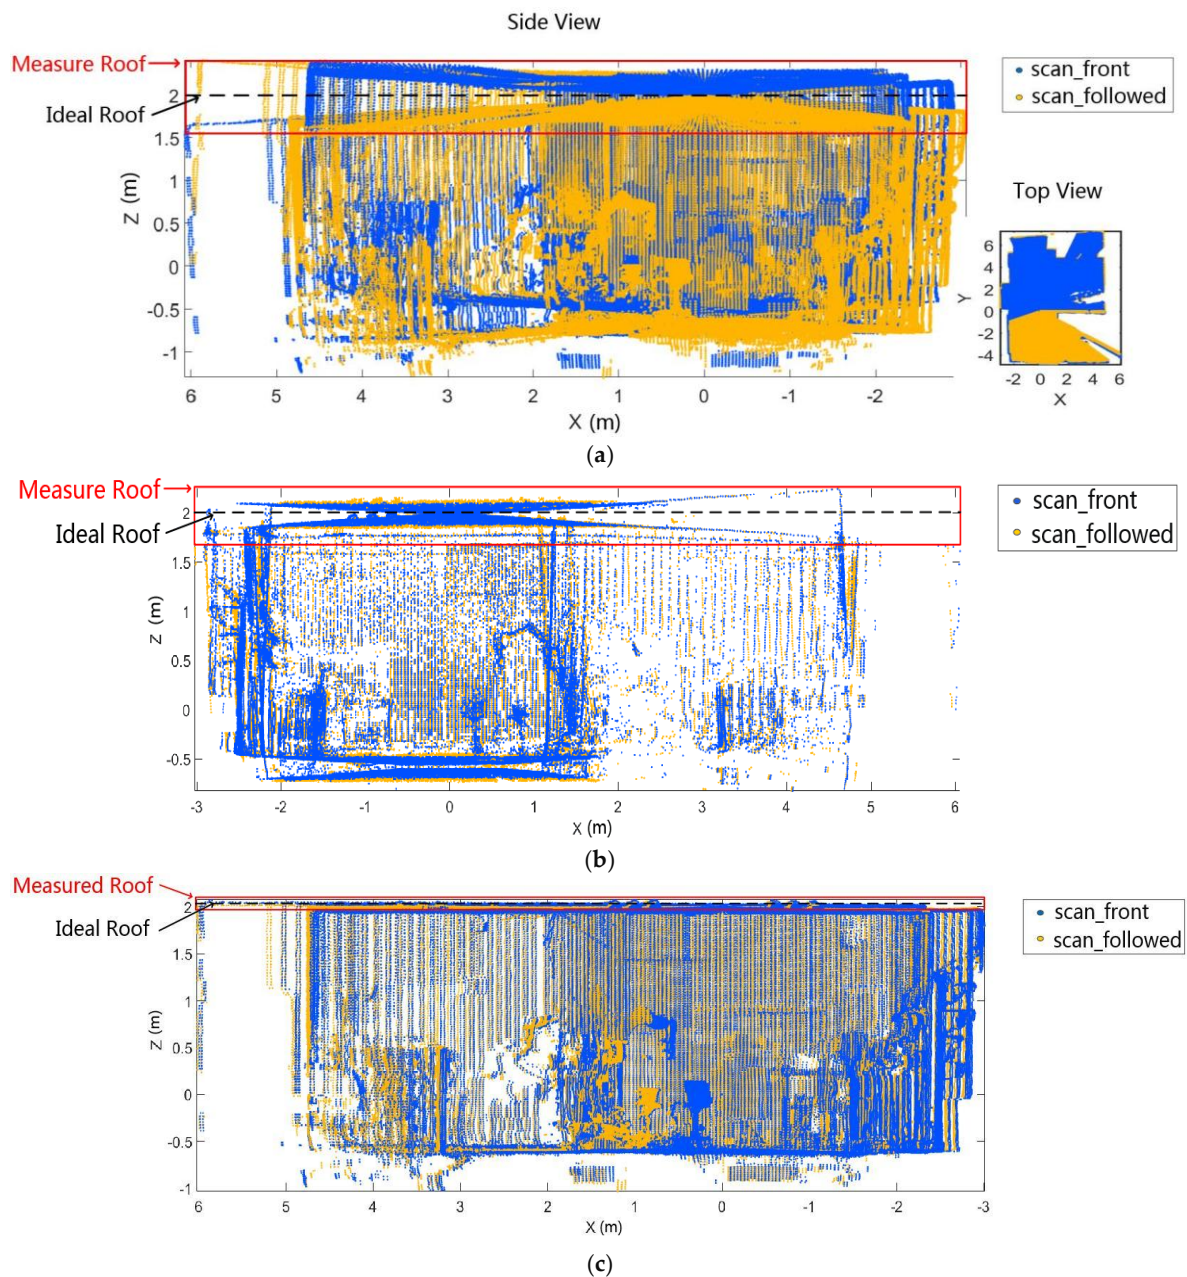 Side View
Measure Roof
Ideal Roof
scan_front
scan_followed
2
1.5
1
0.5
0
-0.5
-1
Z (m)
6 5 4 3 2 1 0 -1 -2
X (m)
Top View
6
4
2
0
-2
-4
Y
-2 0 2 4 6
X
(a)
Measure Roof
Ideal Roof
scan_front
scan_followed
2
1.5
1
0.5
0
-0.5
Z (m)
-3 -2 -1 0 1 2 3 4 5 6
X (m)
(b)
Measured Roof
Ideal Roof
scan_front
scan_followed
2
1.5
1
0.5
0
-0.5
-1
Z (m)
6 5 4 3 2 1 0 -1 -2 -3
X (m)
(c)